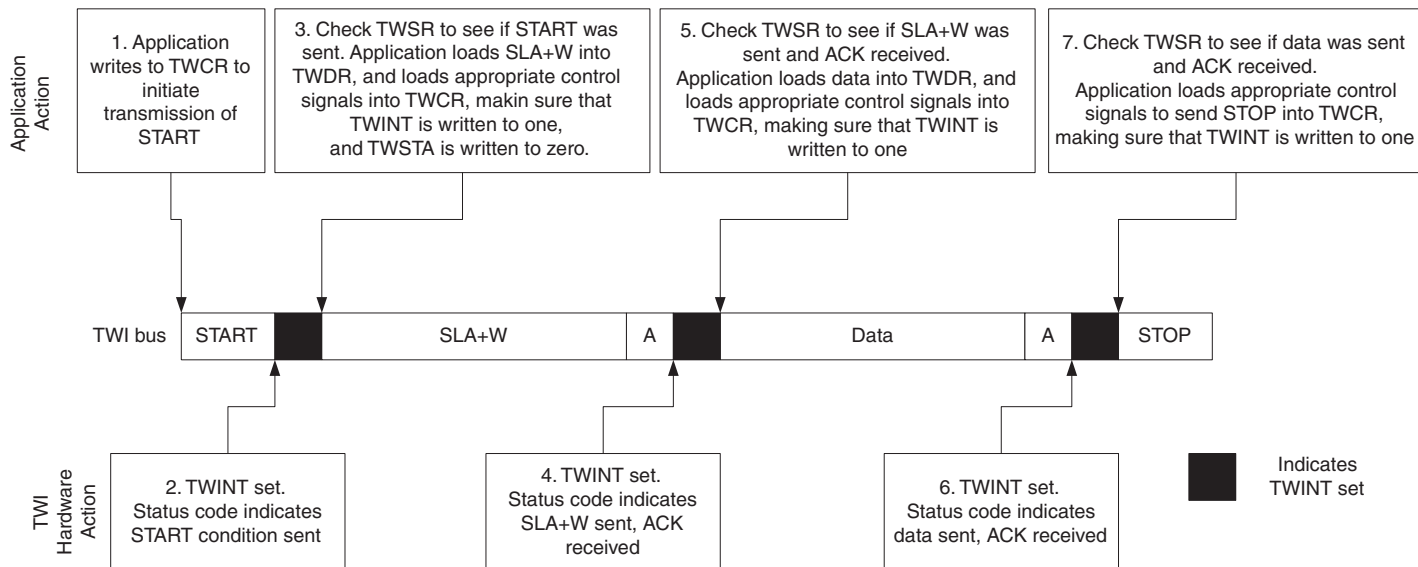 Application
Action
1. Application
writes to TWCR to
initiate
transmission of
START
3. Check TWSR to see if START was
sent. Application loads SLA+W into
TWDR, and loads appropriate control
signals into TWCR, makin sure that
TWINT is written to one,
and TWSTA is written to zero.
5. Check TWSR to see if SLA+W was
sent and ACK received.
Application loads data into TWDR, and
loads appropriate control signals into
TWCR, making sure that TWINT is
written to one
7. Check TWSR to see if data was sent
and ACK received.
Application loads appropriate control
signals to send STOP into TWCR,
making sure that TWINT is written to one
TWI bus
START
SLA+W
A
Data
A
STOP
TWI
Hardware
Action
2. TWINT set.
Status code indicates
START condition sent
4. TWINT set.
Status code indicates
SLA+W sent, ACK
received
6. TWINT set.
Status code indicates
data sent, ACK received
Indicates
TWINT set